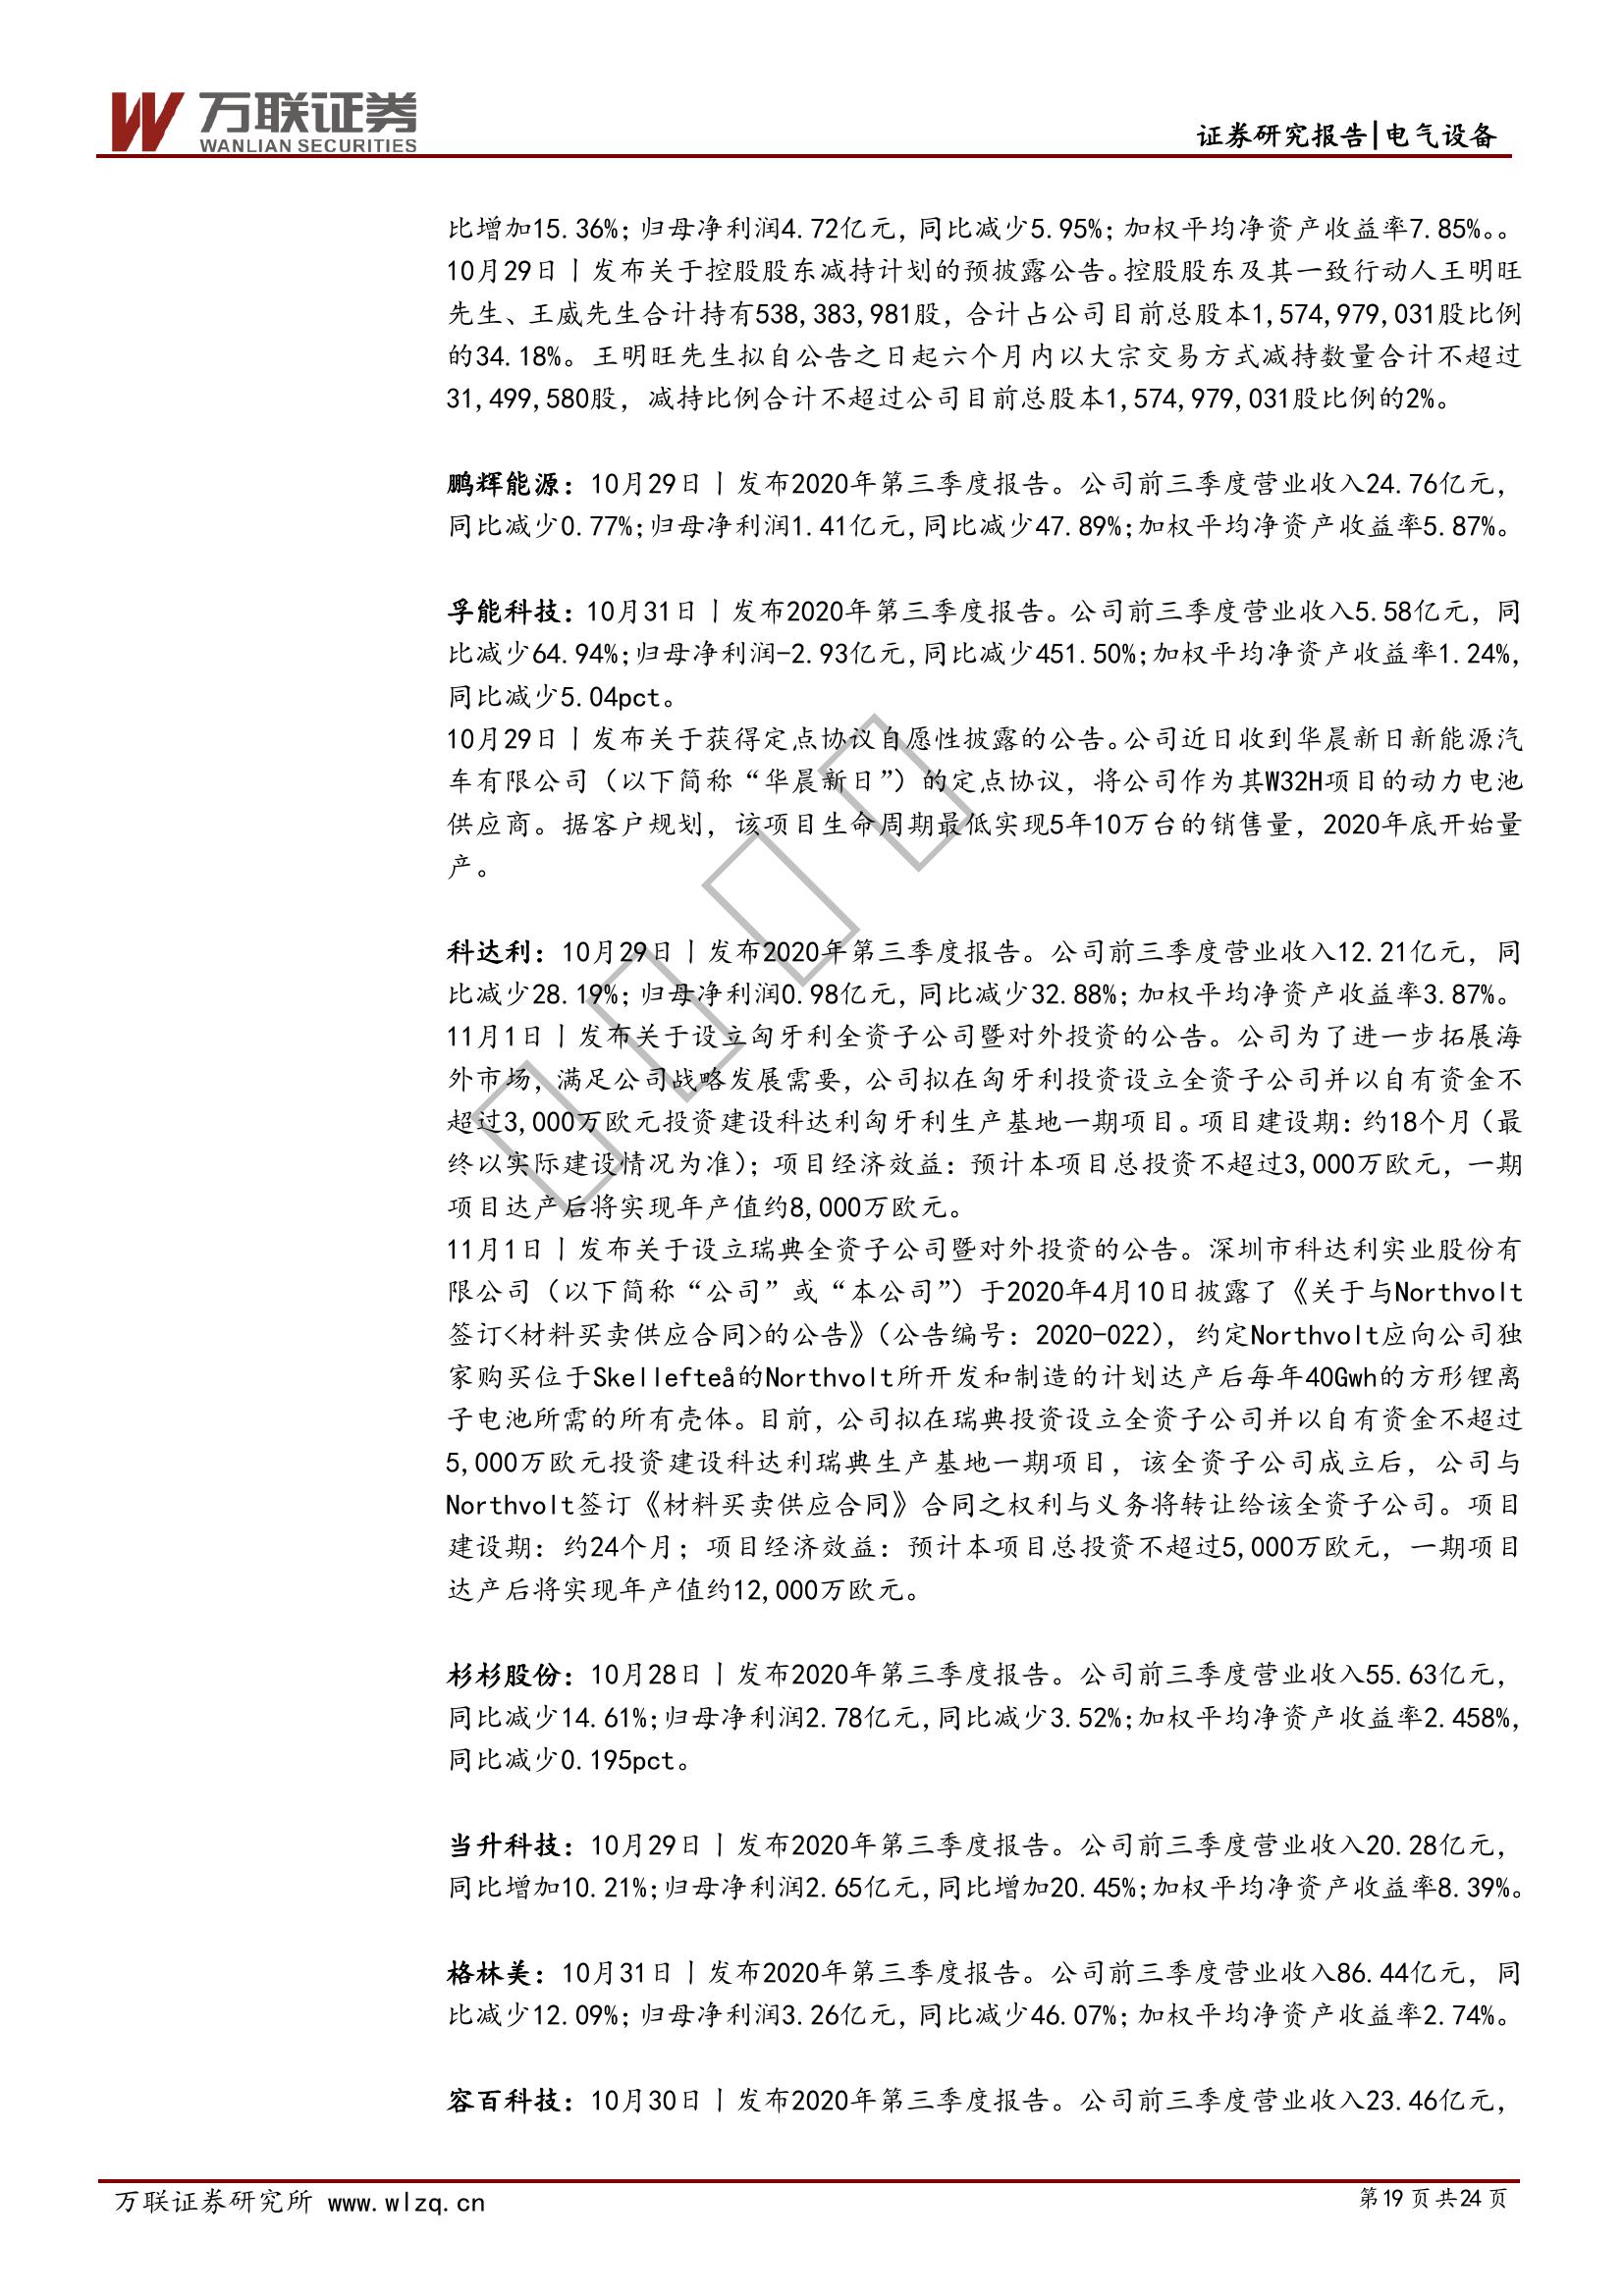 万联证券
WANLIAN SECURITIES
证券研究报告|电气设备
比增加15.36%;归母净利润4.72亿元,同比减少5.95%;加权平均净资产收益率7.85%。。
10月29日丨发布关于控股股东减持计划的预披露公告。控股股东及其一致行动人王明旺
先生、王威先生合计持有538,383,981股,合计占公司目前总股本1,574,979,031股比例
的34.18%。王明旺先生拟自公告之日起六个月内以大宗交易方式减持数量合计不超过
31,499,580股,减持比例合计不超过公司目前总股本1,574,979,031股比例的2%。
鹏辉能源:10月29日丨发布2020年第三季度报告。公司前三季度营业收入24.76亿元,
同比减少0.77%;归母净利润1.41亿元,同比减少47.89%;加权平均净资产收益率5.87%。
孚能科技:10月31日丨发布2020年第三季度报告。公司前三季度营业收入5.58亿元,同
比减少64.94%;归母净利润-2.93亿元,同比减少451.50%;加权平均净资产收益率1.24%,
同比减少5.04pct。
10月29日丨发布关于获得定点协议自愿性披露的公告。公司近日收到华晨新日新能源汽
车有限公司(以下简称“华晨新日”)的定点协议,将公司作为其W32H项目的动力电池
供应商。据客户规划,该项目生命周期最低实现5年10万台的销售量,2020年底开始量
产。
科达利:10月29日丨发布2020年第三季度报告。公司前三季度营业收入12.21亿元,同
比减少28.19%;归母净利润0.98亿元,同比减少32.88%;加权平均净资产收益率3.87%。
11月1日丨发布关于设立匈牙利全资子公司暨对外投资的公告。公司为了进一步拓展海
外市场,满足公司战略发展需要,公司拟在匈牙利投资设立全资子公司并以自有资金不
超过3,000万欧元投资建设科达利匈牙利生产基地一期项目。项目建设期:约18个月(最
终以实际建设情况为准);项目经济效益:预计本项目总投资不超过3,000万欧元,一期
项目达产后将实现年产值约8,000万欧元。
11月1日丨发布关于设立瑞典全资子公司暨对外投资的公告。深圳市科达利实业股份有
限公司(以下简称“公司”或“本公司”)于2020年4月10日披露了《关于与Northvolt
签订<材料买卖供应合同>的公告》(公告编号:2020-022),约定Northvolt应向公司独
家购买位于Skellefteå的Northvolt所开发和制造的计划达产后每年40Gwh的方形锂离
子电池所需的所有壳体。目前,公司拟在瑞典投资设立全资子公司并以自有资金不超过
5,000万欧元投资建设科达利瑞典生产基地一期项目,该全资子公司成立后,公司与
Northvolt签订《材料买卖供应合同》合同之权利与义务将转让给该全资子公司。项目
建设期:约24个月;项目经济效益:预计本项目总投资不超过5,000万欧元,一期项目
达产后将实现年产值约12,000万欧元。
杉杉股份:10月28日丨发布2020年第三季度报告。公司前三季度营业收入55.63亿元,
同比减少14.61%;归母净利润2.78亿元,同比减少3.52%;加权平均净资产收益率2.458%,
同比减少0.195pct。
当升科技:10月29日丨发布2020年第三季度报告。公司前三季度营业收入20.28亿元,
同比增加10.21%;归母净利润2.65亿元,同比增加20.45%;加权平均净资产收益率8.39%。
格林美:10月31日丨发布2020年第三季度报告。公司前三季度营业收入86.44亿元,同
比减少12.09%;归母净利润3.26亿元,同比减少46.07%;加权平均净资产收益率2.74%。
容百科技:10月30日丨发布2020年第三季度报告。公司前三季度营业收入23.46亿元,
万联证券研究所 www.wlzq.cn
第19页共24页